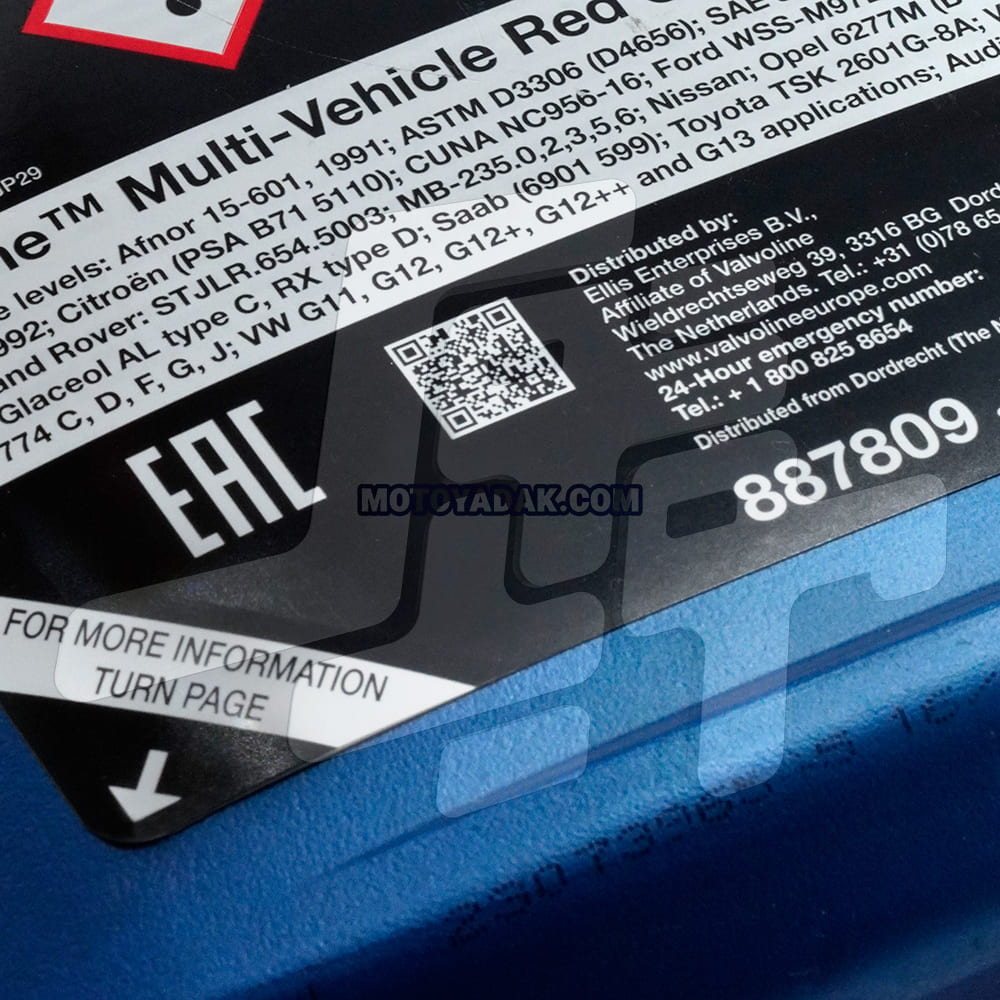 P29
ne™ Multi-Vehicle Red C
e levels: Afnor 15-601, 1991; ASTM D3306 (D4656); SAE
992; Citroën (PSA B71 5110); CUNA NC956-16; Ford WSS-M97
and Rover: STJLR.654.5003; MB-235.0,2,3,5,6; Nissan; Opel 6277M (
Glaceol AL type C, RX type D; Saab (6901 599); Toyota TSK 2601G-8A; V
774 C, D, F, G, J; VW G11, G12, G12+, G12++ and G13 applications; Aud
EAC
Distributed by:
Ellis Enterprises B.V.,
Affiliate of Valvoline
Wieldrechtseweg 39, 3316 BG Dord
The Netherlands. Tel.: +31 (0)78 65
www.valvolineeurope.com
24-Hour emergency number:
Tel.: + 1 800 825 8654
Distributed from Dordrecht (The
887809
MOTOYADAK.COM
FOR MORE INFORMATION
TURN PAGE